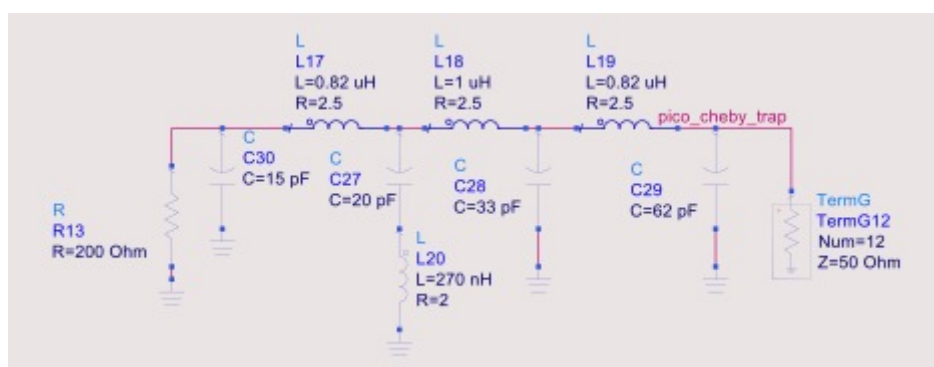 L
L17
L=0.82 uH
R=2.5
L
L18
L=1 uH
R=2.5
L
L19
L=0.82 uH
R=2.5
pico_cheby_trap
C
C30
C=15 pF
C
C27
C=20 pF
C
C28
C=33 pF
C
C29
C=62 pF
R
R13
R=200 Ohm
L
L20
L=270 nH
R=2
TermG
TermG12
Num=12
Z=50 Ohm